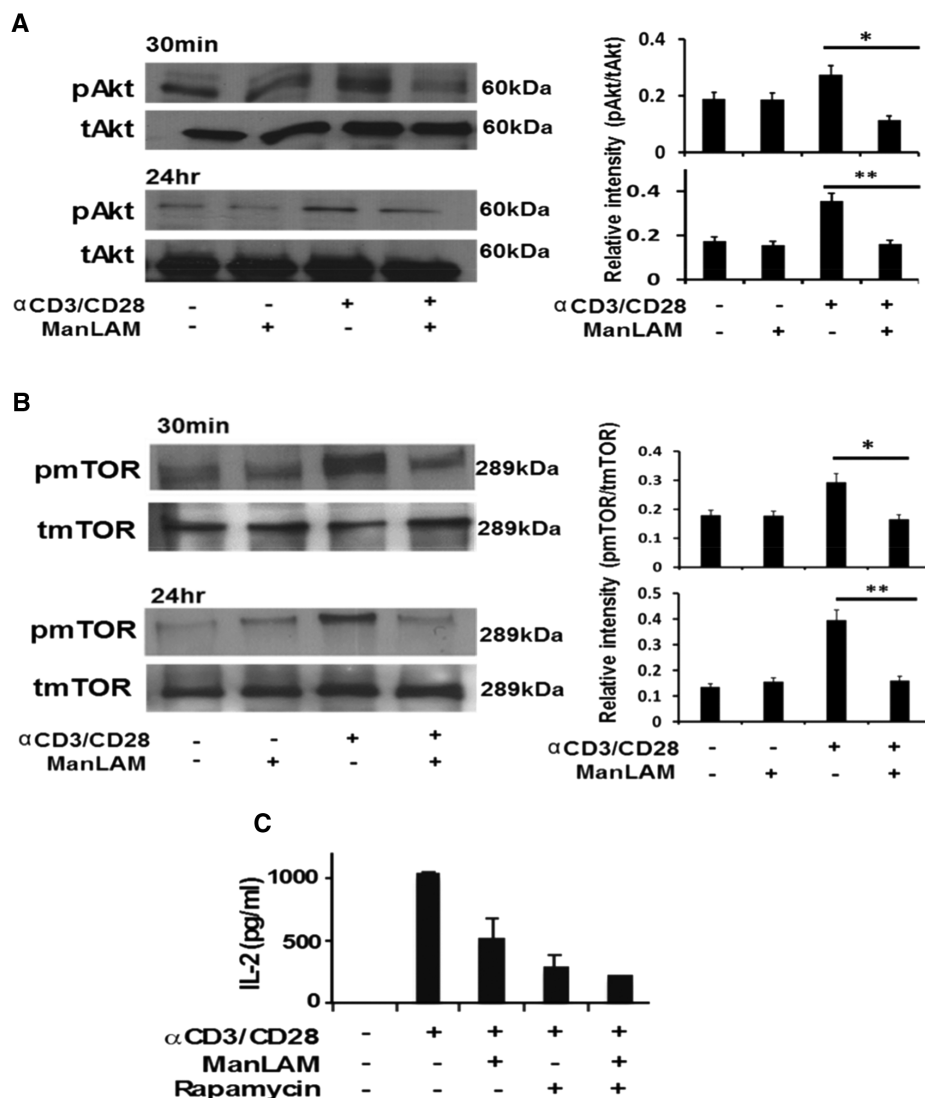 A
30min
pAkt
60kDa
tAkt
60kDa
24hr
pAkt
60kDa
tAkt
60kDa
αCD3/CD28 - - + +
ManLAM - + - +
Relative intensity (pAkt/tAkt)
0.4
0.2
0
*
0.4
0.2
0
**
αCD3/CD28 - - + +
ManLAM - + - +
B
30min
pmTOR
289kDa
tmTOR
289kDa
24hr
pmTOR
289kDa
tmTOR
289kDa
αCD3/CD28 - - + +
ManLAM - + - +
Relative intensity (pmTOR/tmTOR)
0.4
0.3
0.2
0.1
0
*
0.5
0.4
0.3
0.2
0.1
0
**
αCD3/CD28 - - + +
ManLAM - + - +
C
IL-2 (pg/ml)
1000
500
0
αCD3/CD28 - + + + +
ManLAM - - + - +
Rapamycin - - - + +